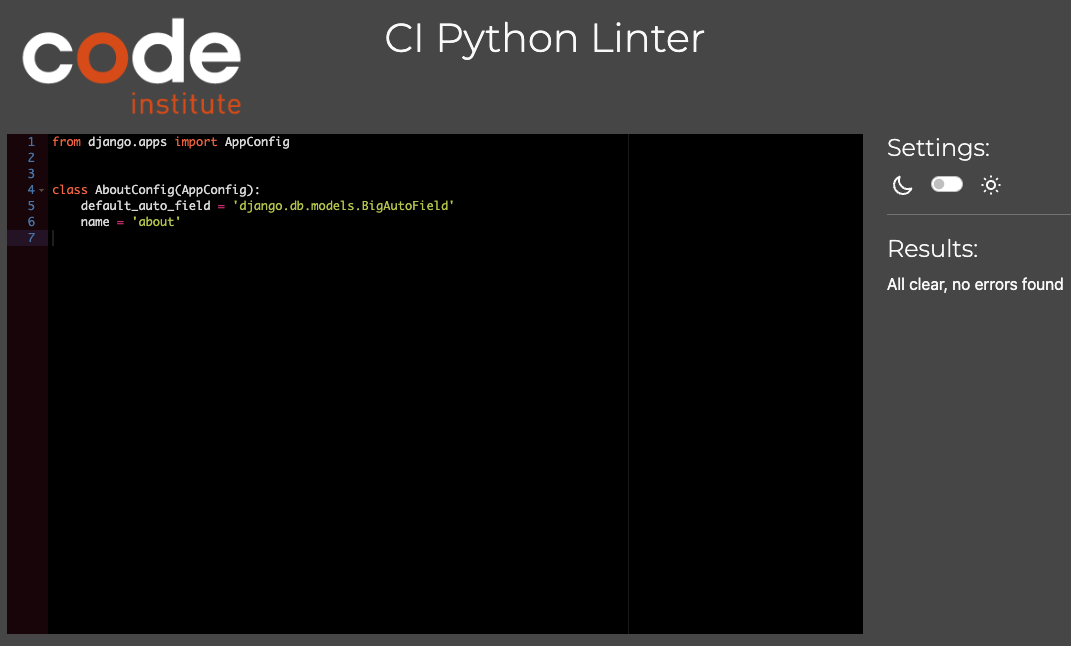 code
institute
CI Python Linter
1 from django.apps import AppConfig
2
3
4 class AboutConfig(AppConfig):
5     default_auto_field = 'django.db.models.BigAutoField'
6     name = 'about'
7
Settings:
Results:
All clear, no errors found